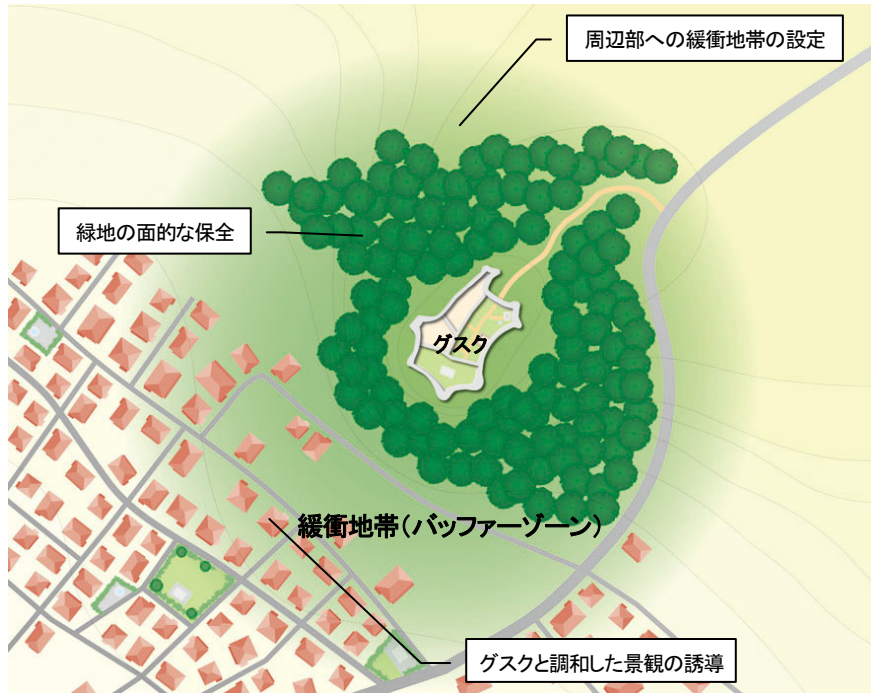 周辺部への緩衝地帯の設定
緑地の面的な保全
グスク
緩衝地帯(バッファーゾーン)
グスクと調和した景観の誘導